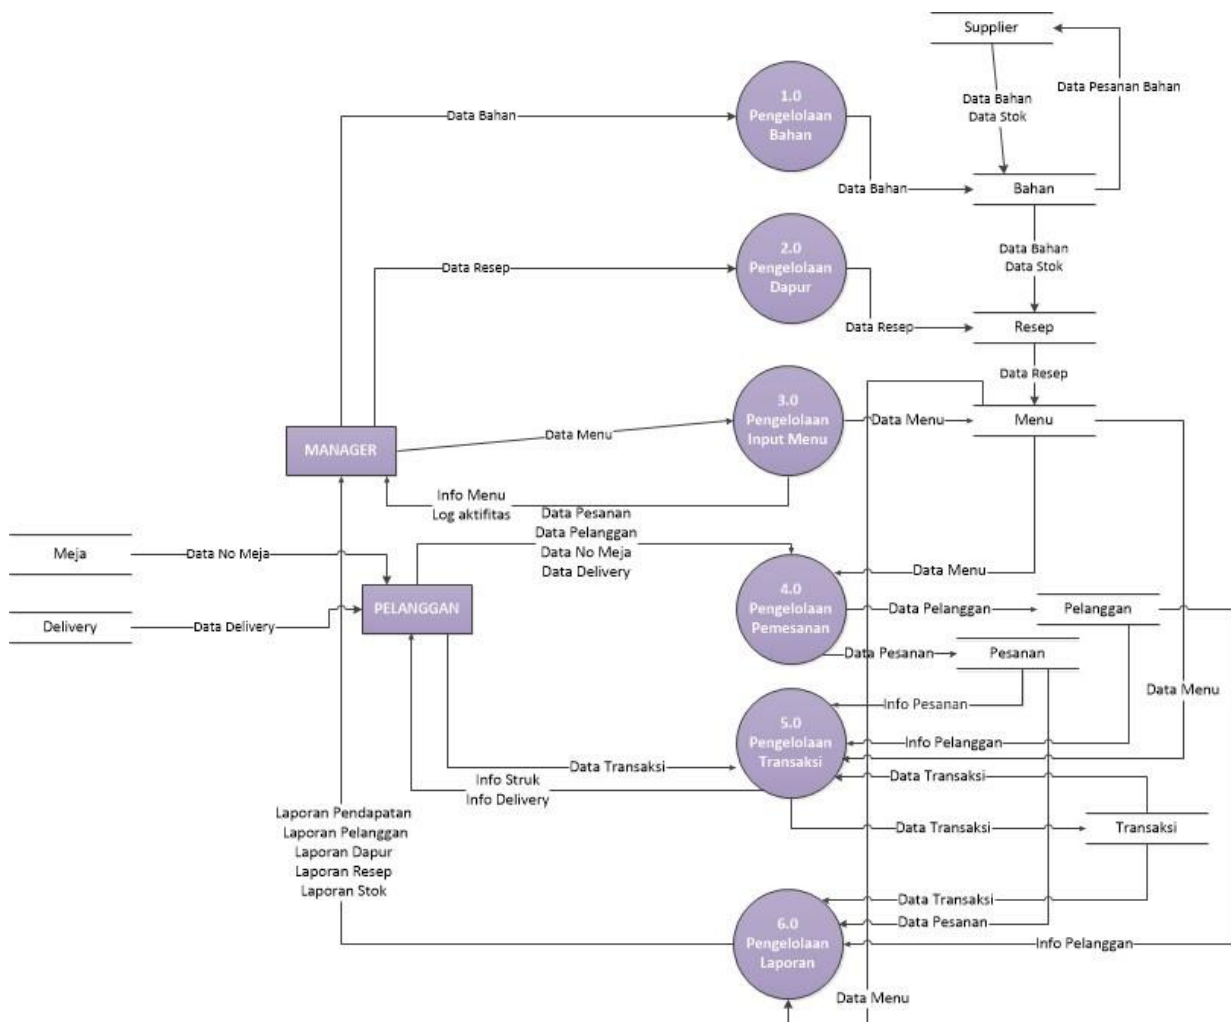 Supplier
Data Pesanan Bahan
Data Bahan
Data Stok
1.0
Pengelolaan
Bahan
Data Bahan
Data Bahan
Bahan
2.0
Pengelolaan
Dapur
Data Bahan
Data Stok
Data Resep
Data Resep
Resep
Data Resep
3.0
Pengelolaan
Input Menu
Data Menu
Data Menu
Menu
MANAGER
Info Menu
Log aktifitas
Data Pesanan
Data Pelanggan
Data No Meja
Data Delivery
Meja
Data No Meja
Data Menu
PELANGGAN
4.0
Pengelolaan
Pemesanan
Data Pelanggan
Pelanggan
Delivery
Data Delivery
Data Pesanan
Pesanan
Data Menu
5.0
Pengelolaan
Transaksi
Info Pesanan
Info Pelanggan
Data Transaksi
Data Transaksi
Info Struk
Info Delivery
Laporan Pendapatan
Laporan Pelanggan
Laporan Dapur
Laporan Resep
Laporan Stok
Data Transaksi
Transaksi
Data Transaksi
6.0
Pengelolaan
Laporan
Data Pesanan
Info Pelanggan
Data Menu